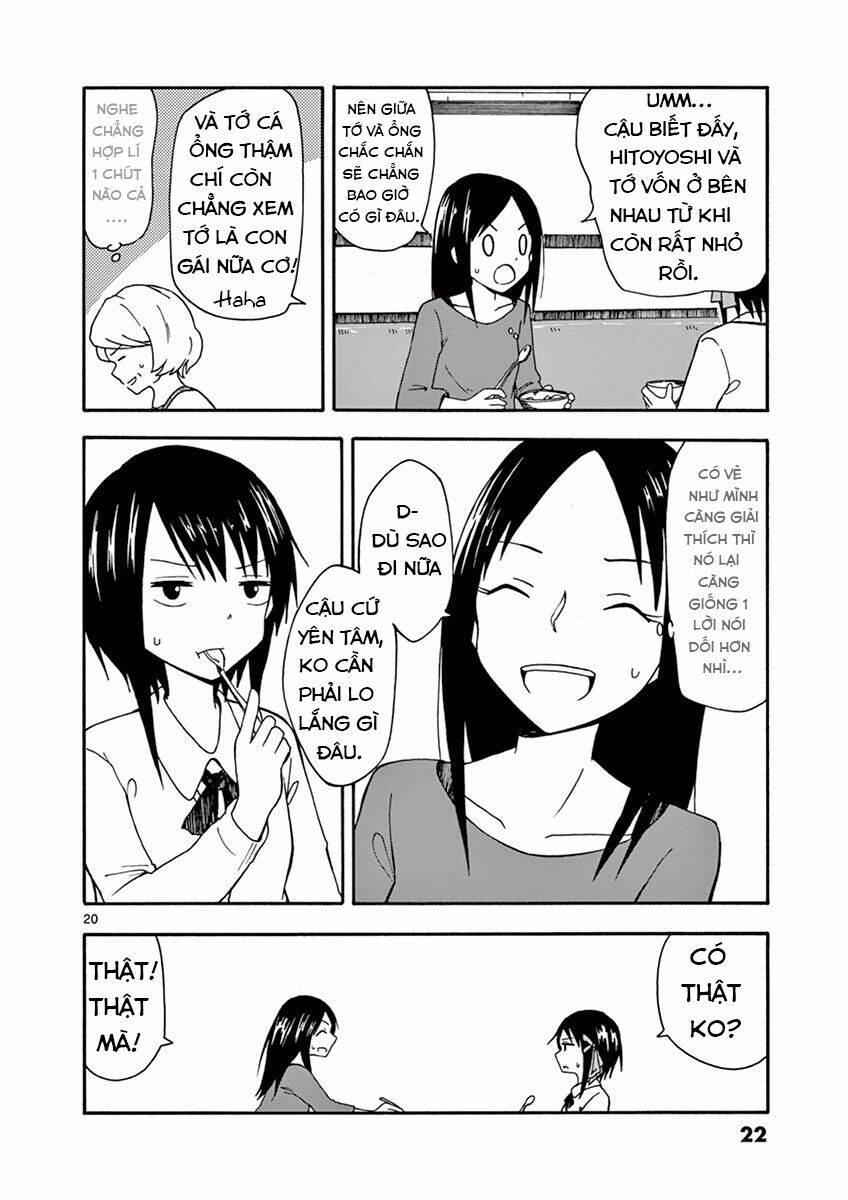 UMM...
CẬU BIẾT ĐẤY,
HITOYOSHI VÀ
TỚ VỐN Ở BÊN
NHAU TỪ KHI
CÒN RẤT NHỎ
RỒI.
NÊN GIỮA
TỚ VÀ ỔNG
CHẮC CHẮN
SẼ CHẲNG
BAO GIỜ
CÓ GÌ ĐÂU.
VÀ TỚ CÁ
ỔNG THẬM
CHÍ CÒN
CHẲNG XEM
TỚ LÀ CON
GÁI NỮA CƠ!
Haha
NGHE
CHẲNG
HỢP LÍ
1 CHÚT
NÀO CẢ
....
CÓ VẺ
NHƯ MÌNH
CÀNG GIẢI
THÍCH THÌ
NÓ LẠI
CÀNG
GIỐNG 1
LỜI NÓI
DỐI HƠN
NHỈ...
D-
DÙ SAO
ĐI NỮA
CẬU CỨ
YÊN TÂM,
KO CẦN
PHẢI LO
LẮNG GÌ
ĐÂU.
20
CÓ
THẬT
KO?
THẬT!
THẬT
MÀ!
22